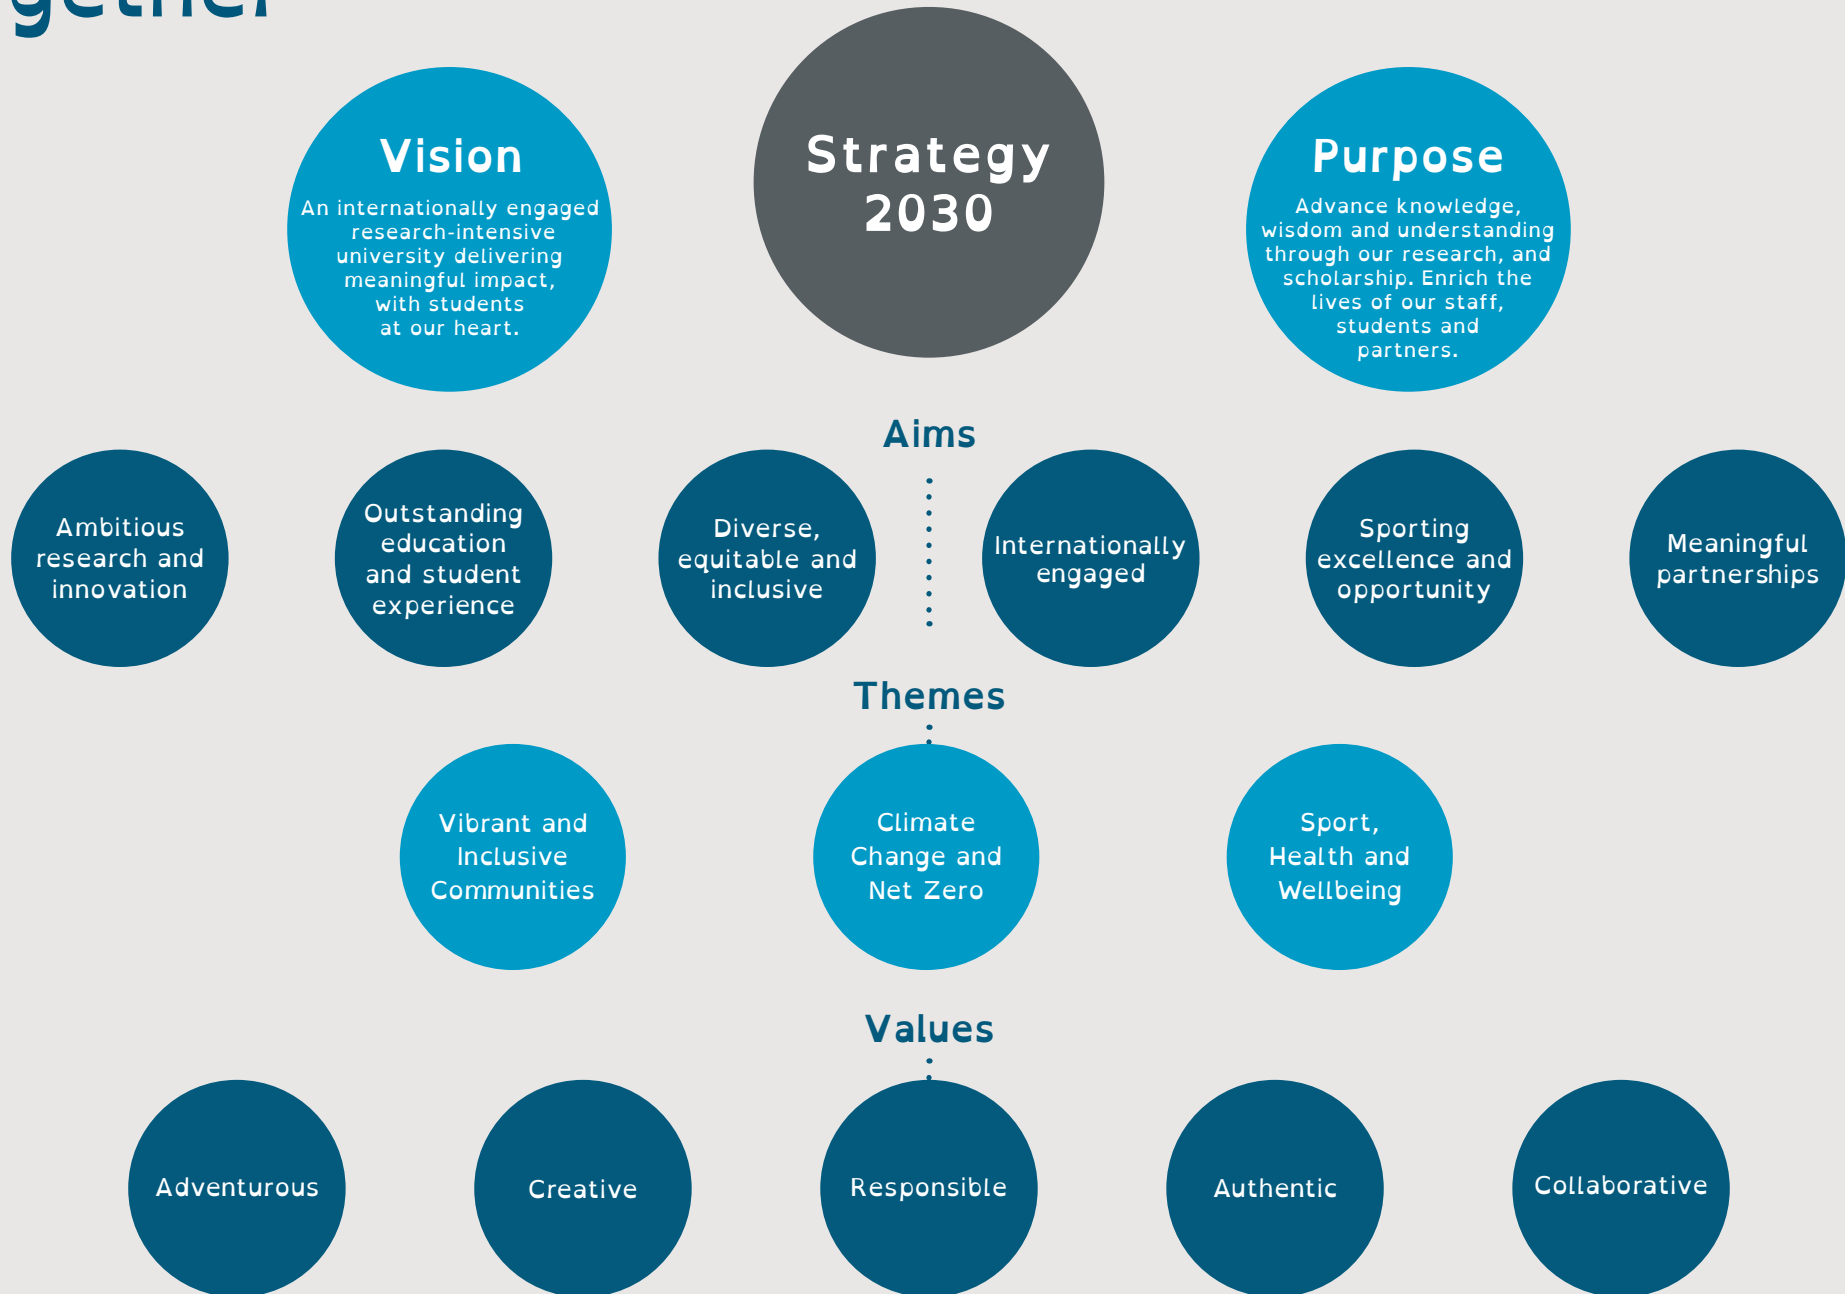 Vision
An internationally engaged
research-intensive
university delivering
meaningful impact,
with students
at our heart.
Strategy
2030
Purpose
Advance knowledge,
wisdom and understanding
through our research, and
scholarship. Enrich the
lives of our staff,
students and
partners.
Aims
Ambitious
research and
innovation
Outstanding
education
and student
experience
Diverse,
equitable and
inclusive
Internationally
engaged
Sporting
excellence and
opportunity
Meaningful
partnerships
Themes
Vibrant and
Inclusive
Communities
Climate
Change and
Net Zero
Sport,
Health and
Wellbeing
Values
Adventurous
Creative
Responsible
Authentic
Collaborative